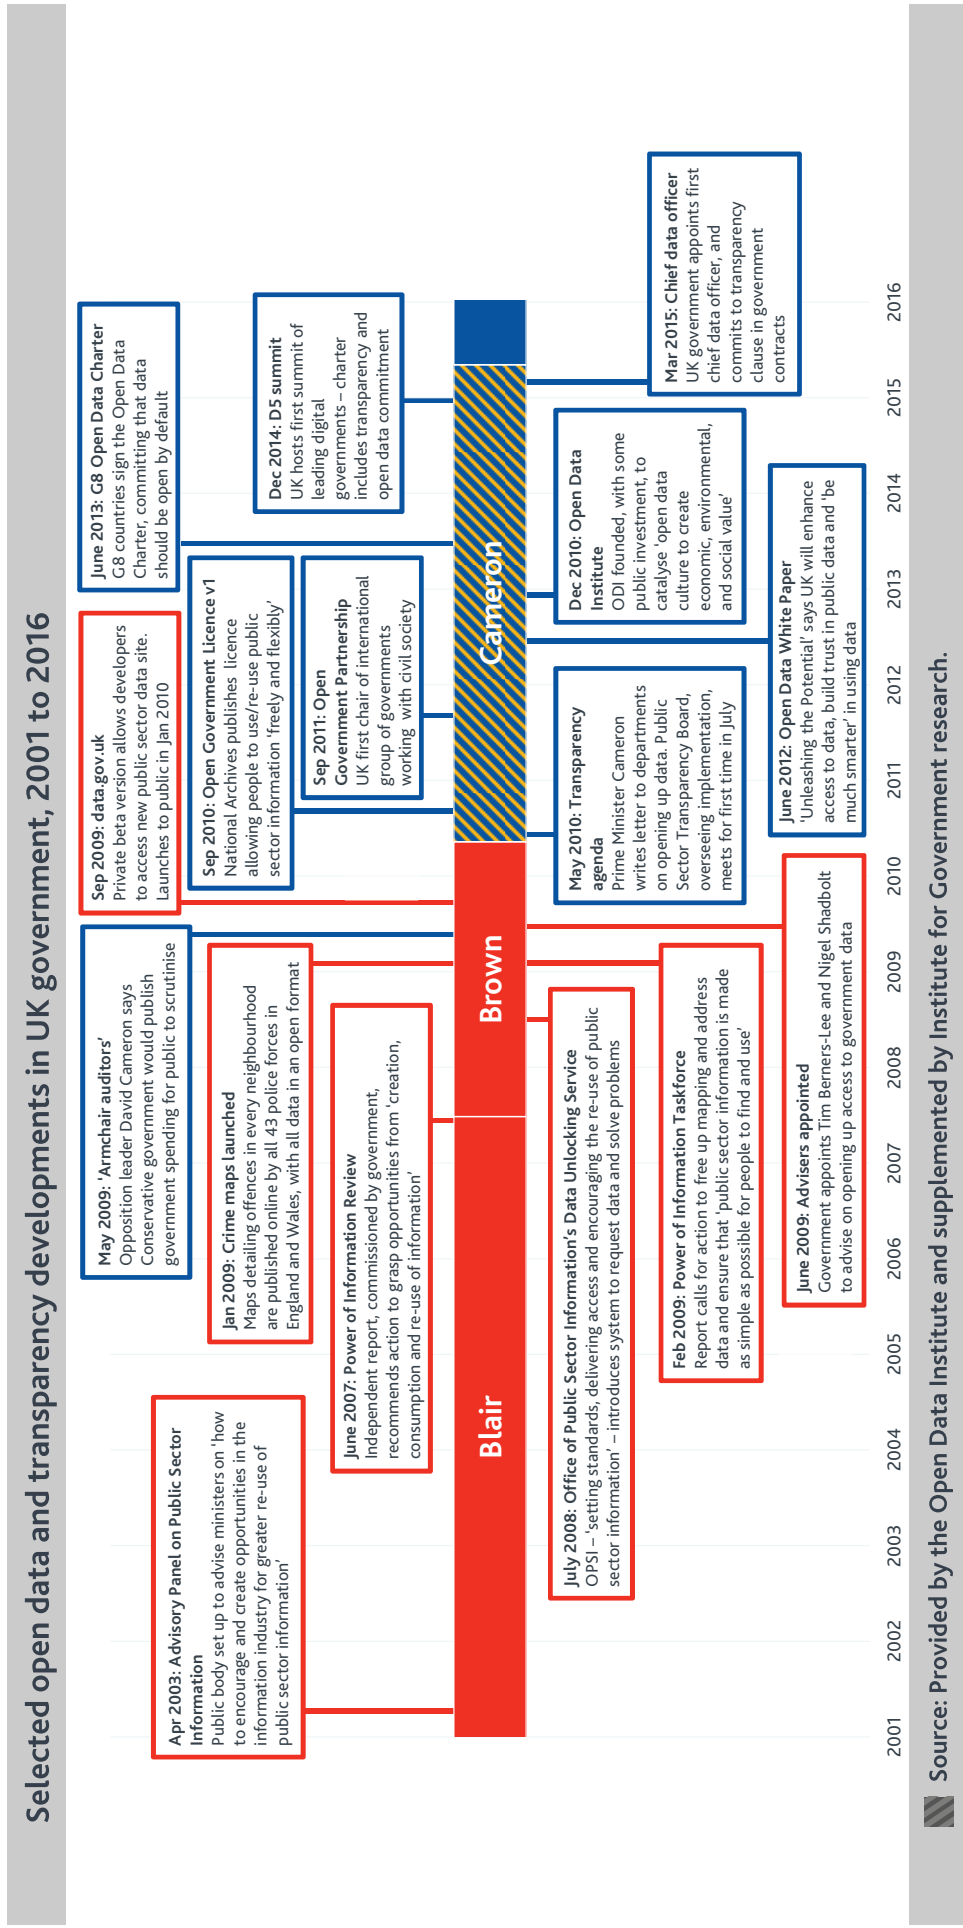 Selected open data and transparency developments in UK government, 2001 to 2016
Apr 2003: Advisory Panel on Public Sector
Information
Public body set up to advise ministers on 'how
to encourage and create opportunities in the
information industry for greater re-use of
public sector information'
May 2009: 'Armchair auditors'
Opposition leader David Cameron says
Conservative government would publish
government spending for public to scrutinise
Jan 2009: Crime maps launched
Maps detailing offences in every neighbourhood
are published online by all 43 police forces in
England and Wales, with all data in an open format
June 2007: Power of Information Review
Independent report, commissioned by government,
recommends action to grasp opportunities from 'creation,
consumption and re-use of information'
Sep 2009: data.gov.uk
Private beta version allows developers
to access new public sector data site.
Launches to public in Jan 2010
Sep 2010: Open Government Licence v1
National Archives publishes licence
allowing people to use/re-use public
sector information 'freely and flexibly'
Sep 2011: Open
Government Partnership
UK first chair of international
group of governments
working with civil society
June 2013: G8 Open Data Charter
G8 countries sign the Open Data
Charter, committing that data
should be open by default
Dec 2014: D5 summit
UK hosts first summit of
leading digital
governments – charter
includes transparency and
open data commitment
Blair
Brown
Cameron
July 2008: Office of Public Sector Information's Data Unlocking Service
OPSI – 'setting standards, delivering access and encouraging the re-use of public
sector information' – introduces system to request data and solve problems
Feb 2009: Power of Information Taskforce
Report calls for action to free up mapping and address
data and ensure that 'public sector information is made
as simple as possible for people to find and use'
June 2009: Advisers appointed
Government appoints Tim Berners-Lee and Nigel Shadbolt
to advise on opening up access to government data
May 2010: Transparency
agenda
Prime Minister Cameron
writes letter to departments
on opening up data. Public
Sector Transparency Board,
overseeing implementation,
meets for first time in July
June 2012: Open Data White Paper
'Unleashing the Potential' says UK will enhance
access to data, build trust in public data and 'be
much smarter' in using data
Dec 2010: Open Data
Institute
ODI founded, with some
public investment, to
catalyse 'open data
culture to create
economic, environmental,
and social value'
Mar 2015: Chief data officer
UK government appoints first
chief data officer, and
commits to transparency
clause in government
contracts
2001 2002 2003 2004 2005 2006 2007 2008 2009 2010 2011 2012 2013 2014 2015 2016
Source: Provided by the Open Data Institute and supplemented by Institute for Government research.